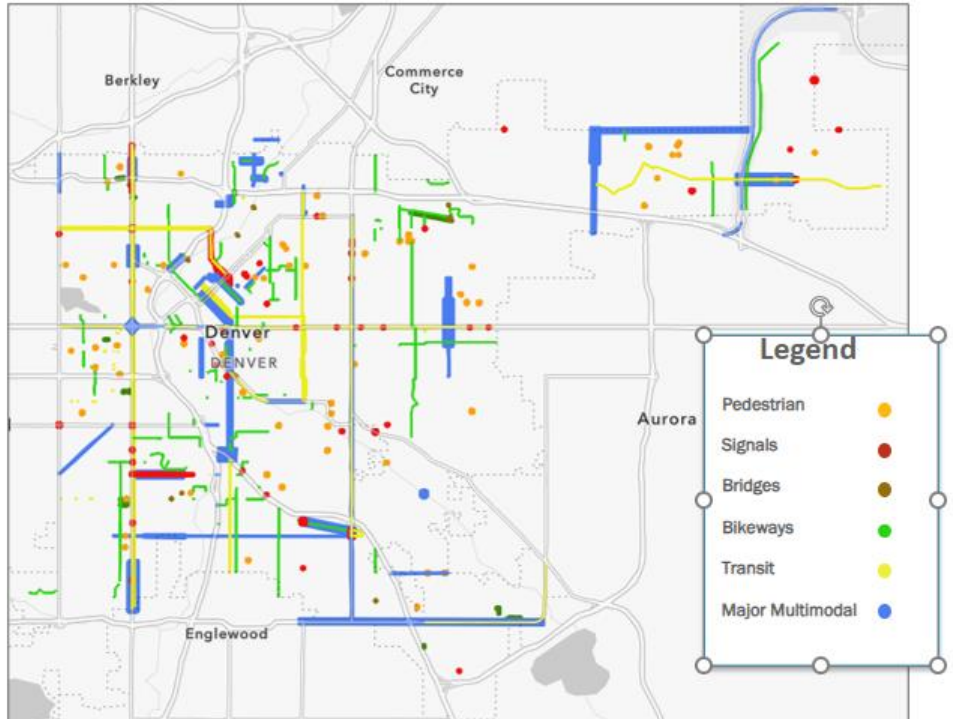 Berkley
Commerce
City
Denver
DENVER
Aurora
Englewood
Legend
Pedestrian
Signals
Bridges
Bikeways
Transit
Major Multimodal